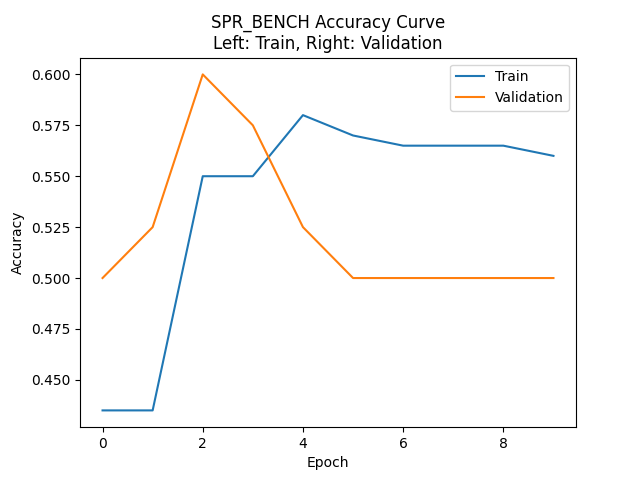 SPR_BENCH Accuracy Curve
Left: Train, Right: Validation
Train
Validation
0.600
0.575
0.550
0.525
0.500
0.475
0.450
Accuracy
0 2 4 6 8
Epoch